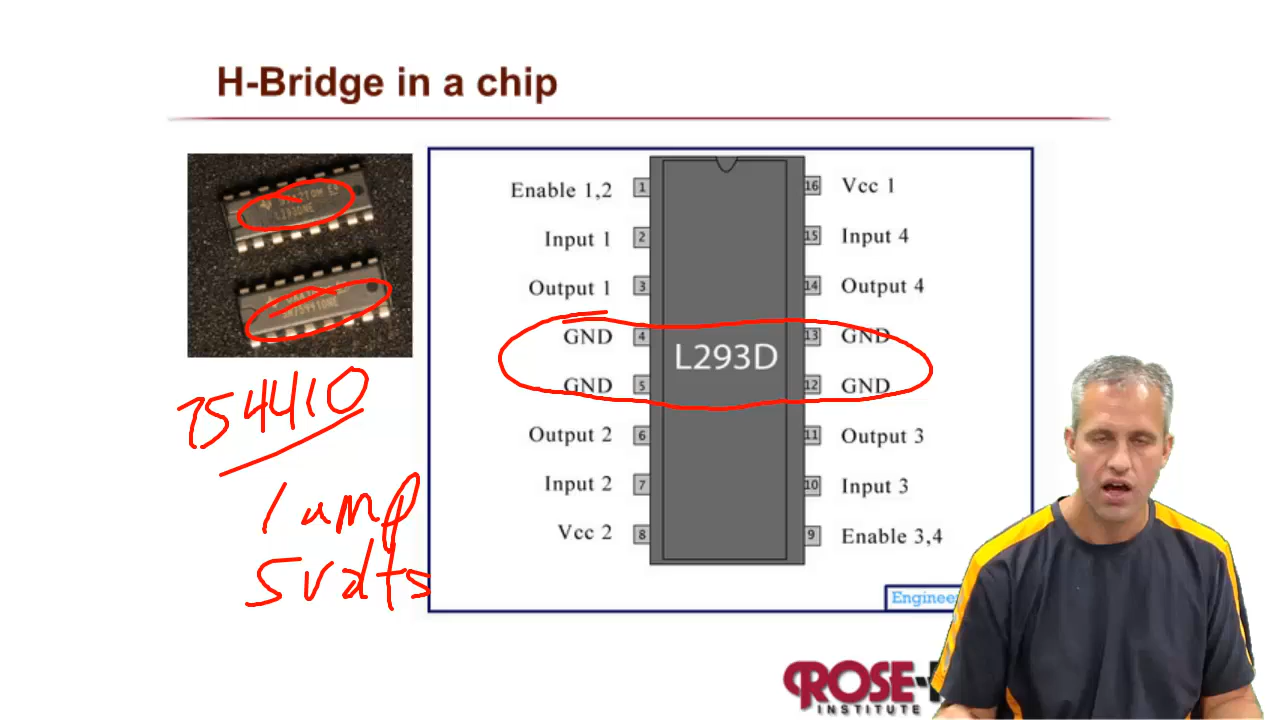 H-Bridge in a chip
L293DNE
SN754410NE
754410
1 amp
5 volts
Enable 1,2
1
16
Vcc 1
Input 1
2
15
Input 4
Output 1
3
14
Output 4
GND
4
13
GND
L293D
GND
5
12
GND
Output 2
6
11
Output 3
Input 2
7
10
Input 3
Vcc 2
8
9
Enable 3,4
Enginee
ROSE-
INSTITUTE